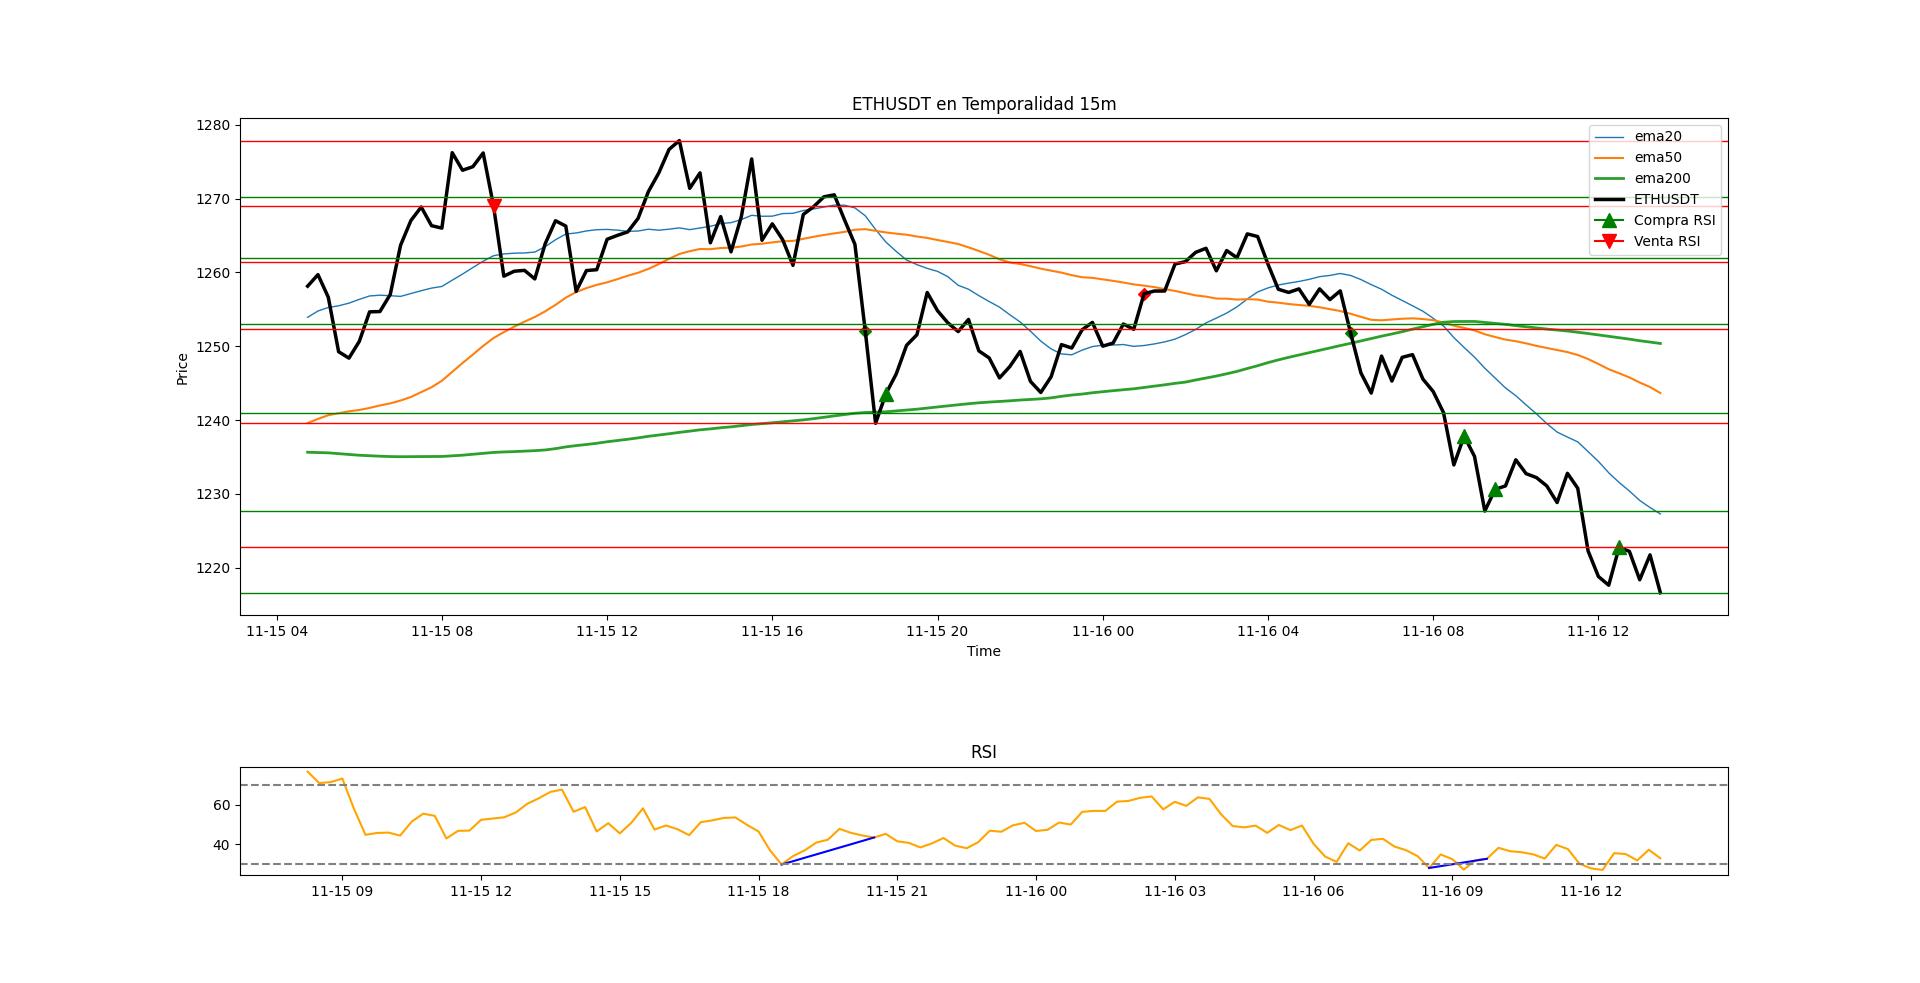 ETHUSDT en Temporalidad 15m
1280
1270
1260
1250
1240
1230
1220
Price
ema20
ema50
ema200
ETHUSDT
Compra RSI
Venta RSI
11-15 04 11-15 08 11-15 12 11-15 16 11-15 20 11-16 00 11-16 04 11-16 08 11-16 12
Time
RSI
60
40
11-15 09 11-15 12 11-15 15 11-15 18 11-15 21 11-16 00 11-16 03 11-16 06 11-16 09 11-16 12